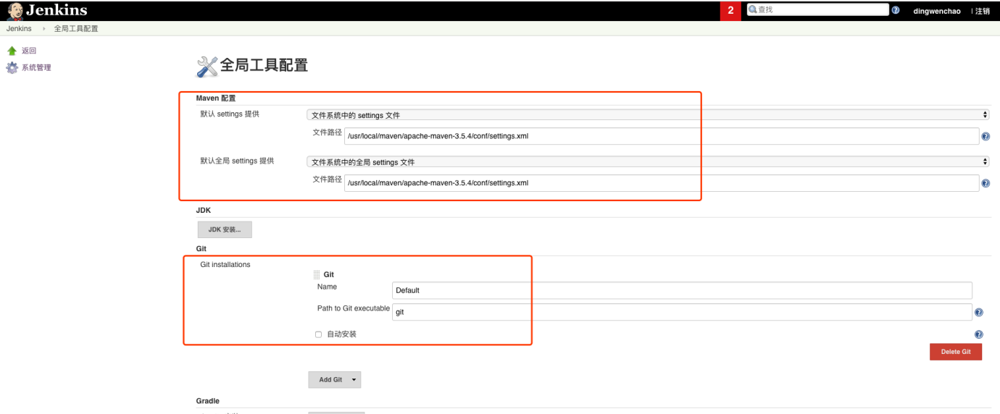 Jenkins
2
查找
dingwenchao
| 注销
Jenkins
全局工具配置
返回
系统管理
全局工具配置
Maven 配置
默认 settings 提供
文件系统中的 settings 文件
文件路径
/usr/local/maven/apache-maven-3.5.4/conf/settings.xml
默认全局 settings 提供
文件系统中的全局 settings 文件
文件路径
/usr/local/maven/apache-maven-3.5.4/conf/settings.xml
JDK
JDK 安装...
Git
Git installations
Git
Name
Default
Path to Git executable
git
自动安装
Delete Git
Add Git
Gradle